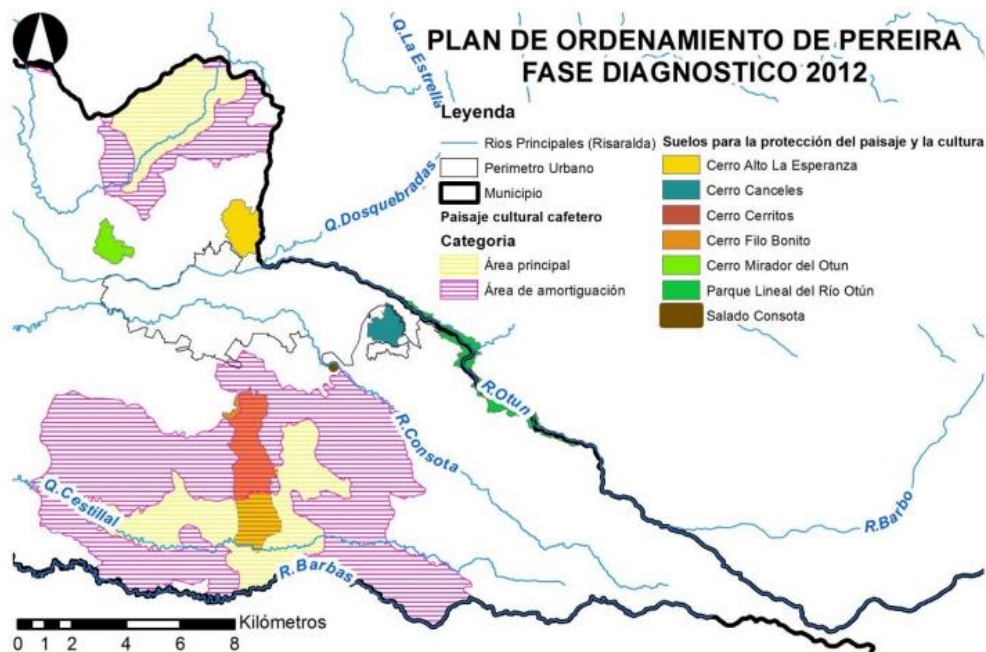 PLAN DE ORDENAMIENTO DE PEREIRA
FASE DIAGNOSTICO 2012
Leyenda
Rios Principales (Risaralda)
Perimetro Urbano
Municipio
Paisaje cultural cafetero
Categoria
Área principal
Área de amortiguación
Suelos para la protección del paisaje y la cultura
Cerro Alto La Esperanza
Cerro Canceles
Cerro Cerritos
Cerro Filo Bonito
Cerro Mirador del Otun
Parque Lineal del Río Otún
Salado Consota
Q.La Estrella
Q.Dosquebradas
R.Otun
R.Consota
Q.Cestillal
R.Barbo
R.Barbas
Kilómetros
0 1 2 4 6 8